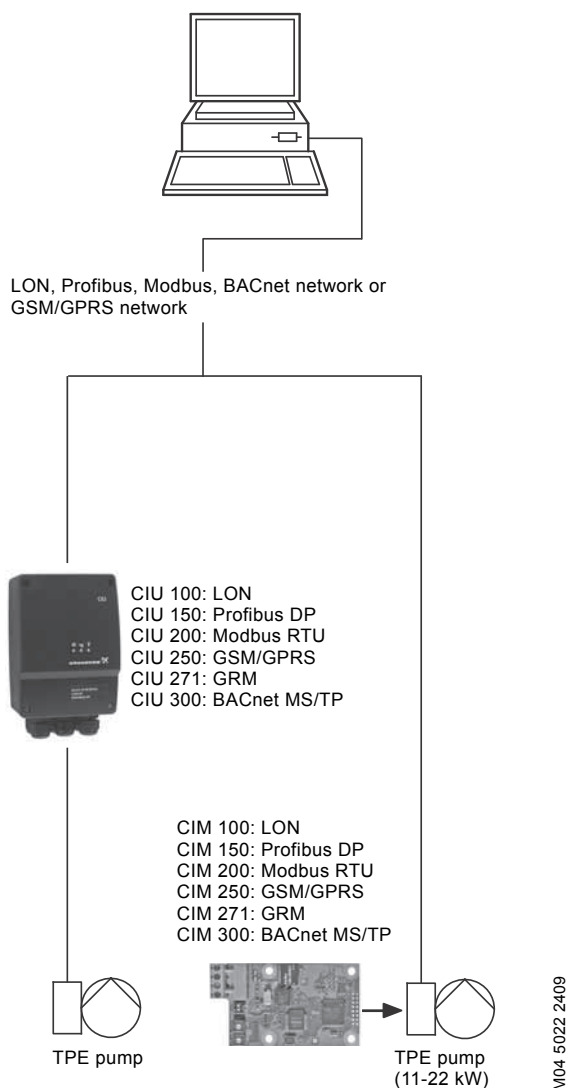 LON, Profibus, Modbus, BACnet network or
GSM/GPRS network
CIU 100: LON
CIU 150: Profibus DP
CIU 200: Modbus RTU
CIU 250: GSM/GPRS
CIU 271: GRM
CIU 300: BACnet MS/TP
CIM 100: LON
CIM 150: Profibus DP
CIM 200: Modbus RTU
CIM 250: GSM/GPRS
CIM 271: GRM
CIM 300: BACnet MS/TP
TPE pump
TPE pump
(11-22 kW)
M04 5022 2409